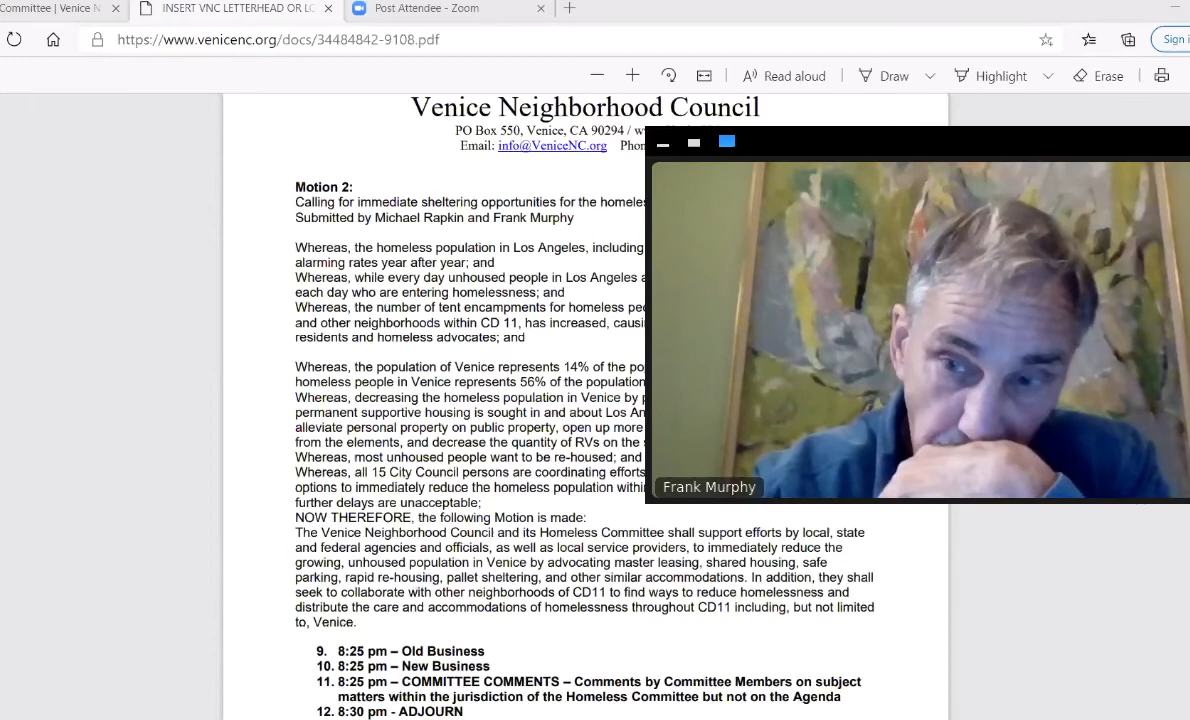 Committee | Venice N
INSERT VNC LETTERHEAD OR LO
Post Attendee - Zoom
https://www.venicenc.org/docs/34484842-9108.pdf
Sign i
Read aloud
Draw
Highlight
Erase
Venice Neighborhood Council
PO Box 550, Venice, CA 90294 / w
Email: info@VeniceNC.org Phon
Motion 2:
Calling for immediate sheltering opportunities for the homeles
Submitted by Michael Rapkin and Frank Murphy
Whereas, the homeless population in Los Angeles, including
alarming rates year after year; and
Whereas, while every day unhoused people in Los Angeles a
each day who are entering homelessness; and
Whereas, the number of tent encampments for homeless peo
and other neighborhoods within CD 11, has increased, causi
residents and homeless advocates; and
Whereas, the population of Venice represents 14% of the po
homeless people in Venice represents 56% of the population
Whereas, decreasing the homeless population in Venice by p
permanent supportive housing is sought in and about Los An
alleviate personal property on public property, open up more
from the elements, and decrease the quantity of RVs on the s
Whereas, most unhoused people want to be re-housed; and
Whereas, all 15 City Council persons are coordinating efforts
options to immediately reduce the homeless population within
further delays are unacceptable;
NOW THEREFORE, the following Motion is made:
The Venice Neighborhood Council and its Homeless Committee shall support efforts by local, state
and federal agencies and officials, as well as local service providers, to immediately reduce the
growing, unhoused population in Venice by advocating master leasing, shared housing, safe
parking, rapid re-housing, pallet sheltering, and other similar accommodations. In addition, they shall
seek to collaborate with other neighborhoods of CD11 to find ways to reduce homelessness and
distribute the care and accommodations of homelessness throughout CD11 including, but not limited
to, Venice.
9. 8:25 pm – Old Business
10. 8:25 pm – New Business
11. 8:25 pm – COMMITTEE COMMENTS – Comments by Committee Members on subject
matters within the jurisdiction of the Homeless Committee but not on the Agenda
12. 8:30 pm - ADJOURN
Frank Murphy